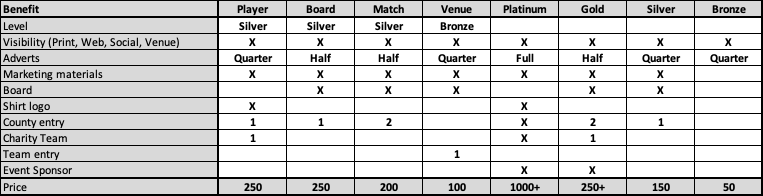 Benefit Player Board Match Venue Platinum Gold Silver Bronze
Level Silver Silver Silver Bronze
Visibility (Print, Web, Social, Venue) X X X X X X X X
Adverts Quarter Half Half Quarter Full Half Quarter Quarter
Marketing materials X X X X X X X
Board X X X X X
Shirt logo X X
County entry 1 1 2 X 2 1
Charity Team 1 X 1
Team entry 1
Event Sponsor X X
Price 250 250 200 100 1000+ 250+ 150 50